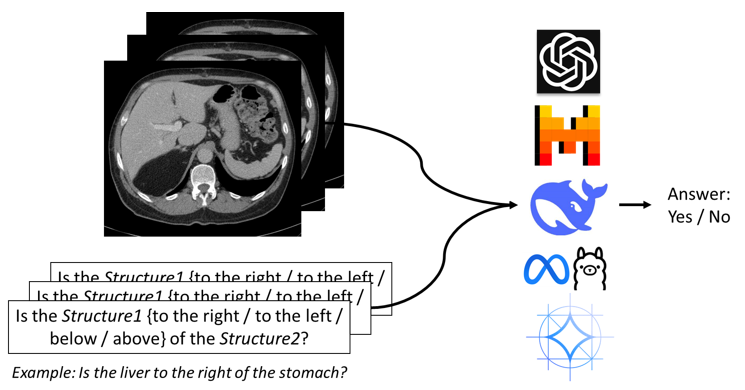 Is the Structure1 {to the right / to the left /
Is the Structure1 {to the right / to the left /
Is the Structure1 {to the right / to the left /
below / above} of the Structure2?
Example: Is the liver to the right of the stomach?
Answer:
Yes / No